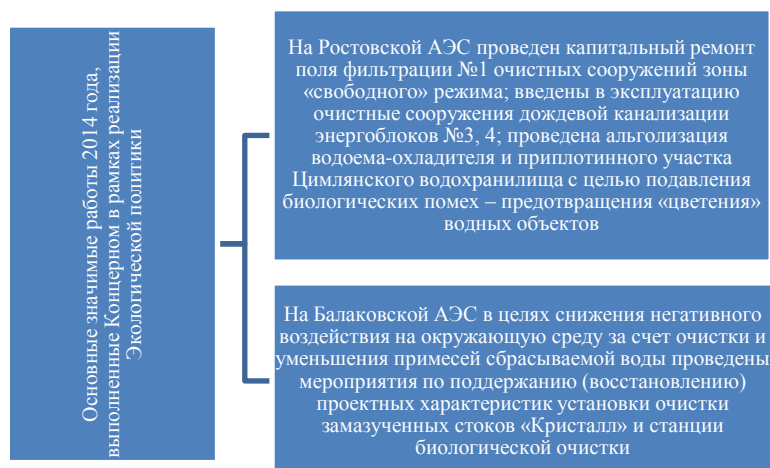 Основные значимые работы 2014 года,
выполненные Концерном в рамках реализации
Экологической политики
На Ростовской АЭС проведен капитальный ремонт
поля фильтрации №1 очистных сооружений зоны
«свободного» режима; введены в эксплуатацию
очистные сооружения дождевой канализации
энергоблоков №3, 4; проведена альголизация
водоема-охладителя и приплотинного участка
Цимлянского водохранилища с целью подавления
биологических помех – предотвращения «цветения»
водных объектов
На Балаковской АЭС в целях снижения негативного
воздействия на окружающую среду за счет очистки и
уменьшения примесей сбрасываемой воды проведены
мероприятия по поддержанию (восстановлению)
проектных характеристик установки очистки
замазученных стоков «Кристалл» и станции
биологической очистки